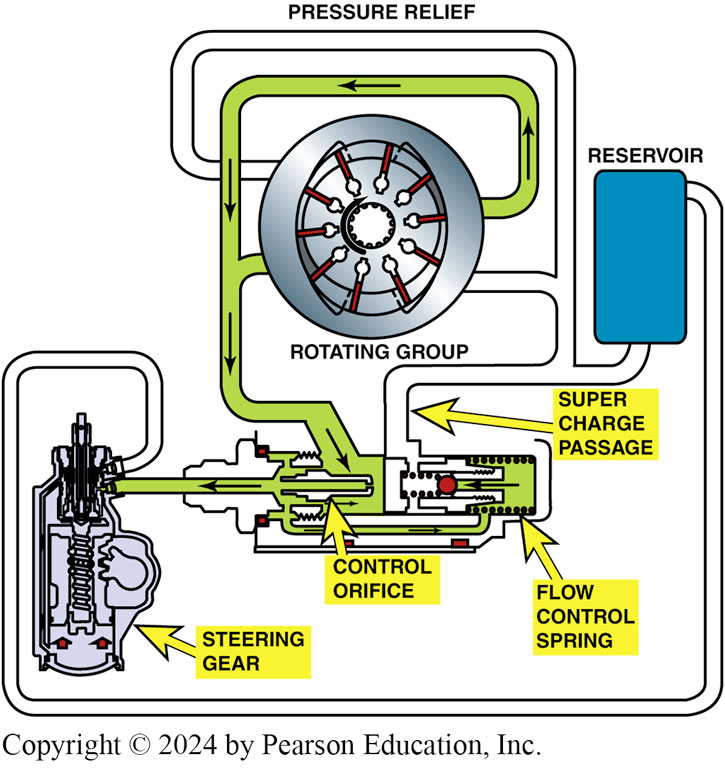 PRESSURE RELIEF
RESERVOIR
ROTATING GROUP
SUPER
CHARGE
PASSAGE
CONTROL
ORIFICE
FLOW
CONTROL
SPRING
STEERING
GEAR
Copyright © 2024 by Pearson Education, Inc.